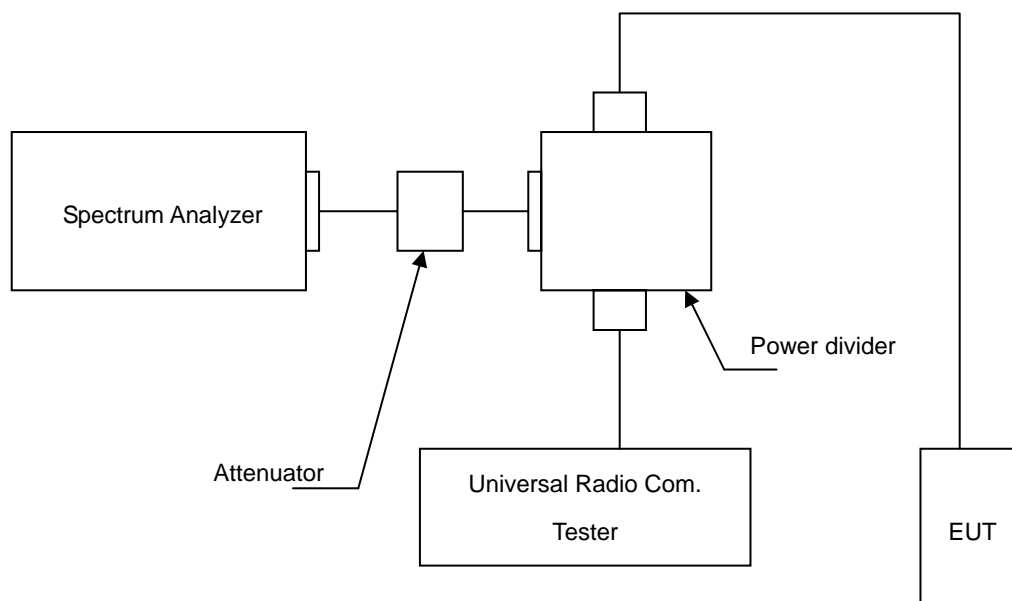 Spectrum Analyzer
Power divider
Attenuator
Universal Radio Com.
Tester
EUT